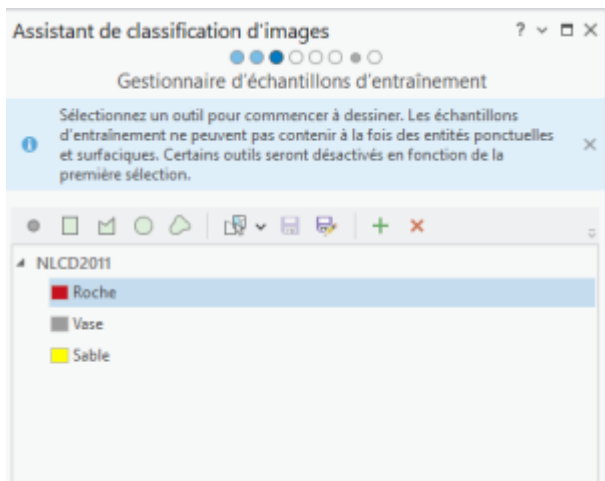 Assistant de classification d'images
Gestionnaire d'échantillons d'entraînement
Sélectionnez un outil pour commencer à dessiner. Les échantillons
d'entraînement ne peuvent pas contenir à la fois des entités ponctuelles
et surfaciques. Certains outils seront désactivés en fonction de la
première sélection.
NLCD2011
Roche
Vase
Sable